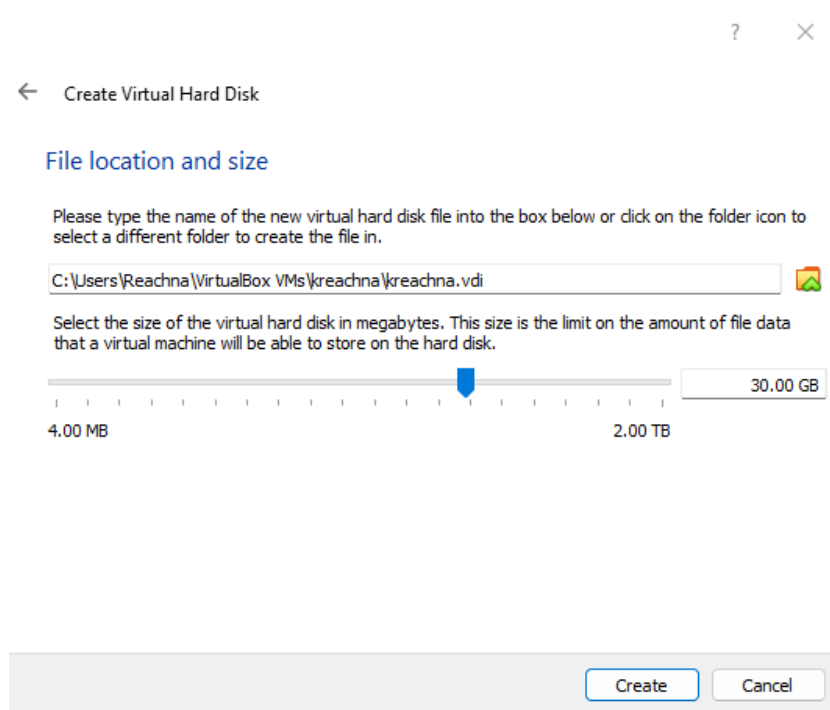 ?
Create Virtual Hard Disk
File location and size
Please type the name of the new virtual hard disk file into the box below or click on the folder icon to
select a different folder to create the file in.
C:\Users\Reachna\VirtualBox VMs\kreachna\kreachna.vdi
Select the size of the virtual hard disk in megabytes. This size is the limit on the amount of file data
that a virtual machine will be able to store on the hard disk.
30.00 GB
4.00 MB 2.00 TB
Create Cancel